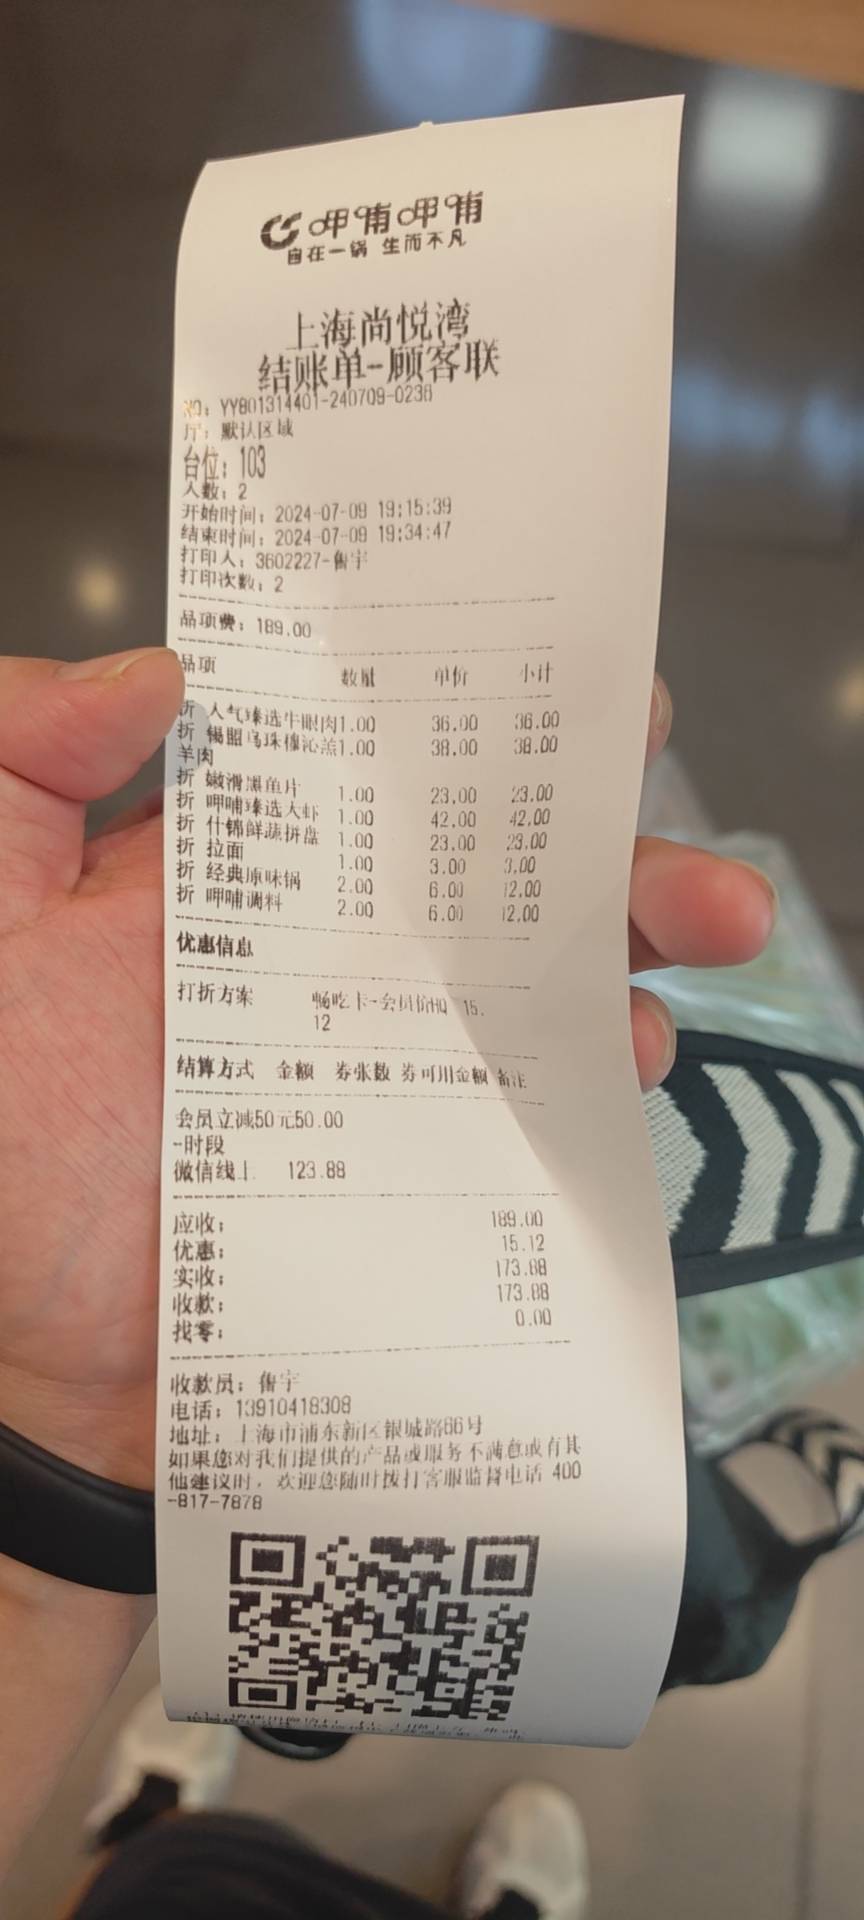 呷哺呷哺
自在一锅 生而不凡
上海尚悦湾
结账单-顾客联
NO: YY801314401-240709-0238
厅: 默认区域
台位: 103
人数: 2
开始时间: 2024-07-09 19:15:39
结束时间: 2024-07-09 19:34:47
打印人: 3602227-鲁宇
打印次数: 2
品项费: 189.00
品项 数量 单价 小计
折 人气臻选牛眼肉1.00 36.00 36.00
折 锡盟乌珠穆沁羔1.00 38.00 38.00
羊肉
折 嫩滑黑鱼片 1.00 23.00 23.00
折 呷哺臻选大虾 1.00 42.00 42.00
折 什锦鲜蔬拼盘 1.00 23.00 23.00
折 拉面 1.00 3.00 3.00
折 经典原味锅 2.00 6.00 12.00
折 呷哺调料 2.00 6.00 12.00
优惠信息
打折方案 畅吃卡-会员价HQ 15.
12
结算方式 金额 券张数 券可用金额 备注
会员立减50元50.00
-时段
微信线上 123.88
应收: 189.00
优惠: 15.12
实收: 173.88
收款: 173.88
找零: 0.00
收款员: 鲁宇
电话: 13910418308
地址: 上海市浦东新区银城路66号
如果您对我们提供的产品或服务不满意或有其
他建议时, 欢迎您随时拨打客服监督电话 400
-817-7878